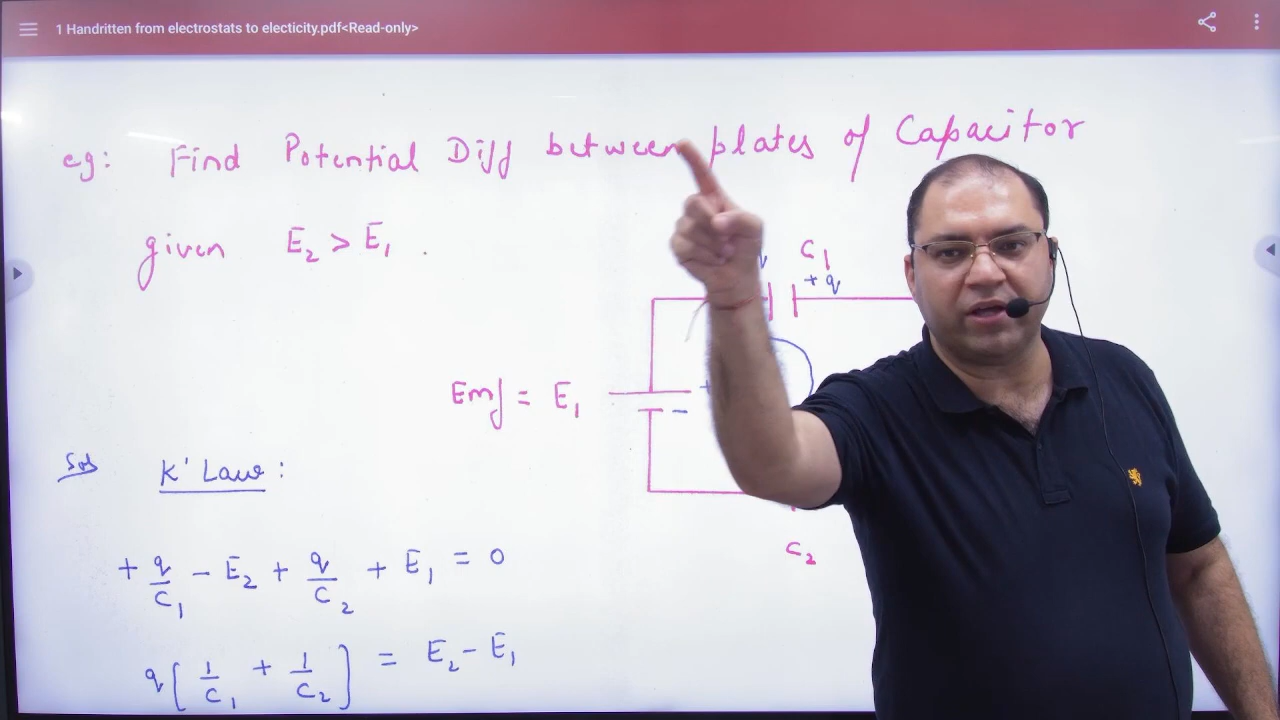 1 Handritten from electrostats to electicity.pdf<Read-only>
eg: Find Potential Diff between plates of Capacitor
given E₂ > E₁ .
C₁
+q
Emf = E₁
+
−
C₂
Sol K' Law :
+ q/C₁ − E₂ + q/C₂ + E₁ = 0
q[1/C₁ + 1/C₂] = E₂ − E₁